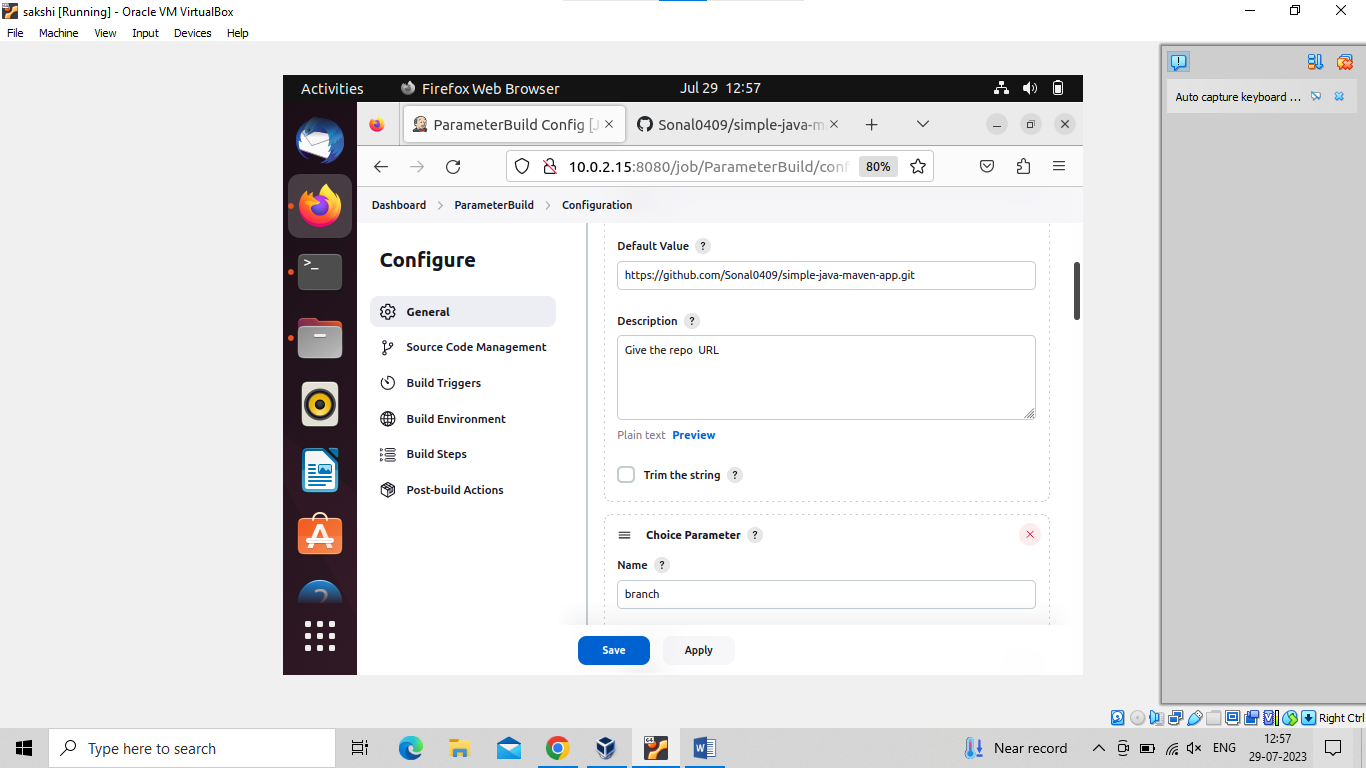 sakshi [Running] - Oracle VM VirtualBox
File Machine View Input Devices Help
Auto capture keyboard ...
Activities
Firefox Web Browser
Jul 29 12:57
ParameterBuild Config [J
Sonal0409/simple-java-m
10.0.2.15:8080/job/ParameterBuild/conf
80%
Dashboard > ParameterBuild > Configuration
Configure
General
Source Code Management
Build Triggers
Build Environment
Build Steps
Post-build Actions
Default Value ?
https://github.com/Sonal0409/simple-java-maven-app.git
Description ?
Give the repo  URL
Plain text Preview
Trim the string ?
Choice Parameter ?
Name ?
branch
Save
Apply
Right Ctrl
Type here to search
Near record
ENG
12:57
29-07-2023